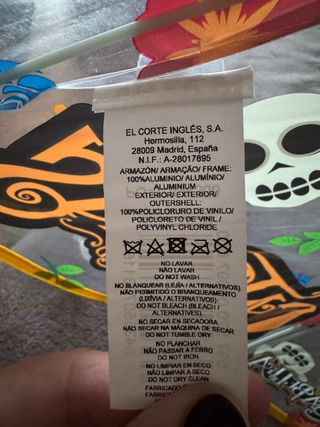 EL CORTE INGLÉS, S.A.
Hermosilla, 112
28009 Madrid, España
N.I.F.: A-28017895
ARMAZÓN/ ARMAÇÃO/ FRAME:
100%ALUMINIO/ ALUMÍNIO/
ALUMINIUM
EXTERIOR/ EXTERIOR/
OUTERSHELL:
100%POLICLORURO DE VINILO/
POLICLORETO DE VINIL /
POLYVINYL CHLORIDE
NO LAVAR
NÃO LAVAR
DO NOT WASH
NO BLANQUEAR (LEJÍA / ALTERNATIVOS)
NÃO PERMITIDO O BRANQUEAMENTO
(LIXÍVIA / ALTERNATIVOS)
DO NOT BLEACH (BLEACH /
ALTERNATIVES)
NO SECAR EN SECADORA
NÃO SECAR NA MÁQUINA DE SECAR
DO NOT TUMBLE DRY
NO PLANCHAR
NÃO PASSAR A FERRO
DO NOT IRON
NO LIMPIAR EN SECO
NÃO LIMPAR A SECO
DO NOT DRY CLEAN
FABRICADO